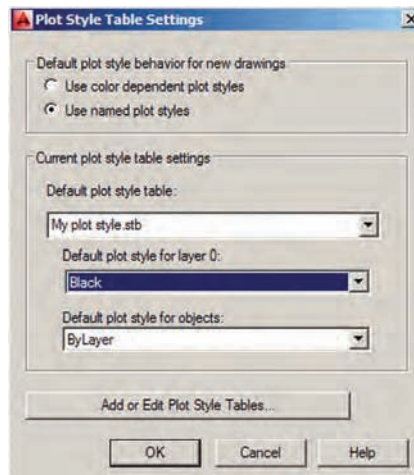 Plot Style Table Settings
Default plot style behavior for new drawings
Use color dependent plot styles
Use named plot styles
Current plot style table settings
Default plot style table:
My plot style.stb
Default plot style for layer 0:
Black
Default plot style for objects:
ByLayer
Add or Edit Plot Style Tables...
OK Cancel Help